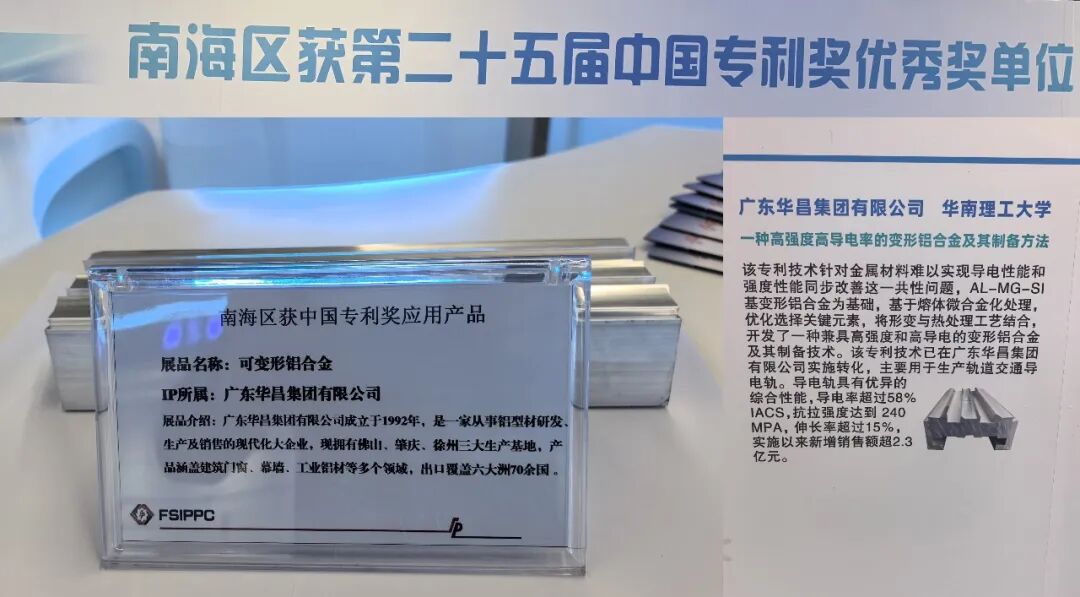 南海区获第二十五届中国专利奖优秀奖单位
南海区获中国专利奖应用产品
展品名称：可变形铝合金
IP所属：广东华昌集团有限公司
展品介绍：广东华昌集团有限公司成立于1992年，是一家从事铝型材研发、
生产及销售的现代化大企业，现拥有佛山、肇庆、徐州三大生产基地，产
品涵盖建筑门窗、幕墙、工业铝材等多个领域，出口覆盖六大洲70余国。
FSIPPC
广东华昌集团有限公司 华南理工大学
一种高强度高导电率的变形铝合金及其制备方法
该专利技术针对金属材料难以实现导电性能和
强度性能同步改善这一共性问题，AL-MG-SI
基变形铝合金为基础，基于熔体微合金化处理，
优化选择关键元素，将形变与热处理工艺结合，
开发了一种兼具高强度和高导电的变形铝合金
及其制备技术。该专利技术已在广东华昌集团
有限公司实施转化，主要用于生产轨道交通导
电轨。导电轨具有优异的
综合性能，导电率超过58%
IACS,抗拉强度达到 240
MPA，伸长率超过15%，
实施以来新增销售额超2.3
亿元。